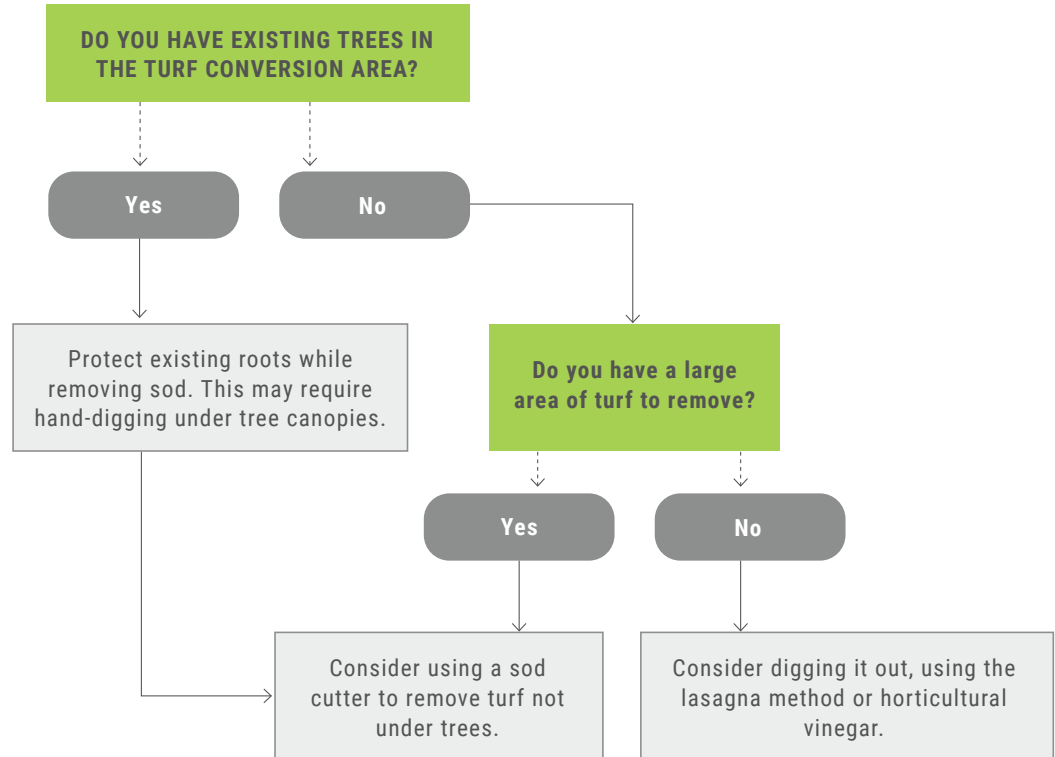 DO YOU HAVE EXISTING TREES IN
THE TURF CONVERSION AREA?
Yes
No
Protect existing roots while
removing sod. This may require
hand-digging under tree canopies.
Do you have a large
area of turf to remove?
Yes
No
Consider using a sod
cutter to remove turf not
under trees.
Consider digging it out, using the
lasagna method or horticultural
vinegar.